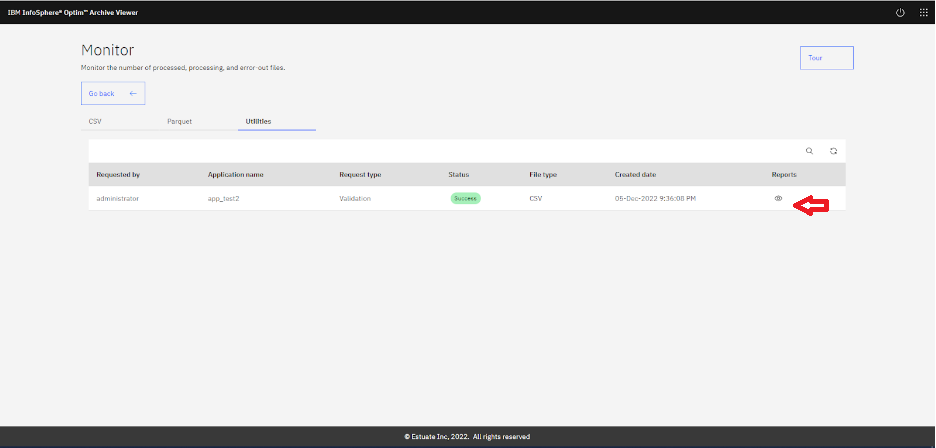 IBM InfoSphere® Optim™ Archive Viewer
Monitor
Monitor the number of processed, processing, and error-out files.
Tour
Go back
CSV Parquet Utilities
Requested by Application name Request type Status File type Created date Reports
administrator app_test2 Validation Success CSV 05-Dec-2022 9:36:08 PM
© Estuate Inc, 2022. All rights reserved